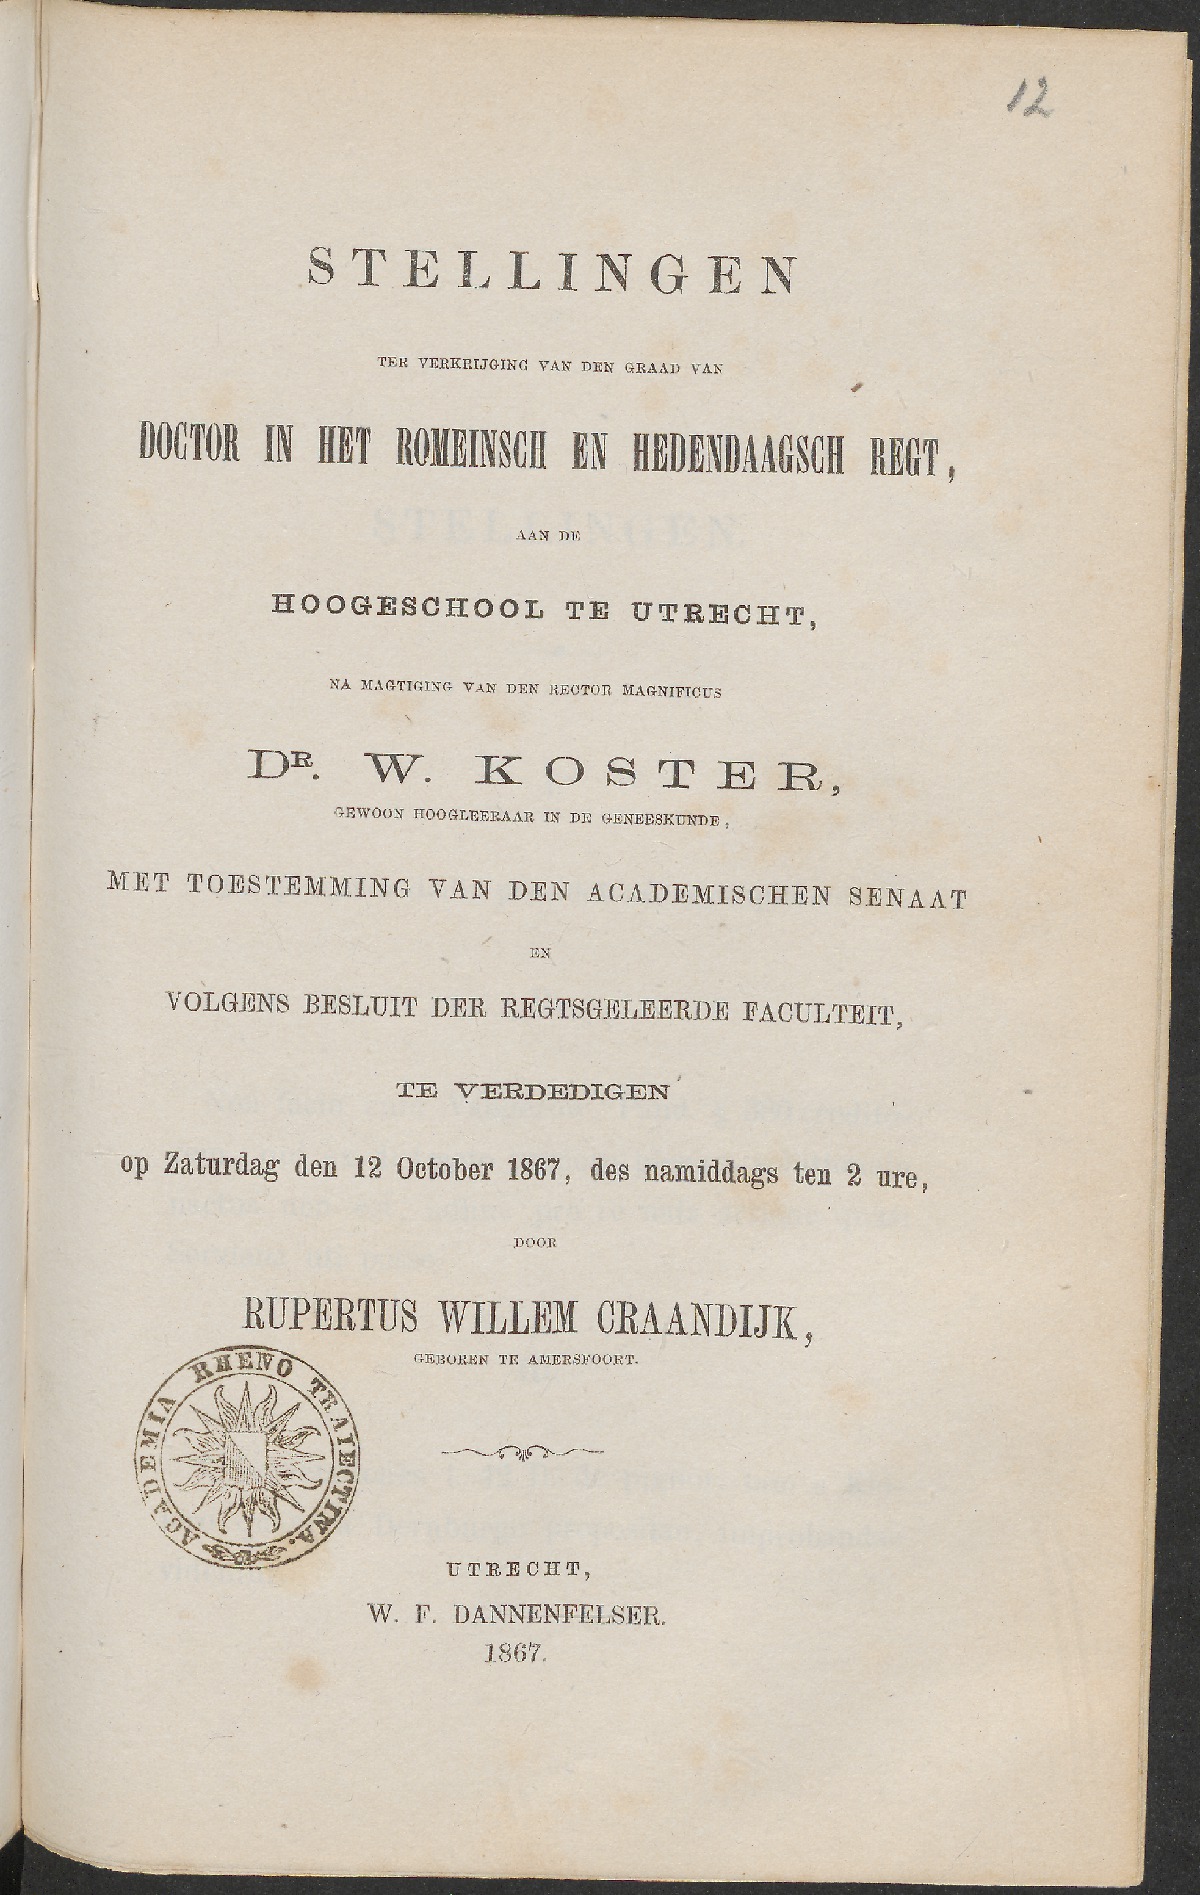 12
STELLINGEN
TER VERKRIJGING VAN DEN GRAAD VAN
DOCTOR IN HET ROMEINSCH EN HEDENDAAGSCH REGT,
AAN DE
HOOGESCHOOL TE UTRECHT,
NA MAGTIGING VAN DEN RECTOR MAGNIFICUS
DR. W. KOSTER,
GEWOON HOOGLEERAAR IN DE GENEESKUNDE,
MET TOESTEMMING VAN DEN ACADEMISCHEN SENAAT
EN
VOLGENS BESLUIT DER REGTSGELEERDE FACULTEIT,
TE VERDEDIGEN
op Zaturdag den 12 October 1867, des namiddags ten 2 ure,
DOOR
RUPERTUS WILLEM CRAANDIJK,
GEBOREN TE AMERSFOORT.
ACADEMIA RHENO TRAIECTINA.
UTRECHT,
W. F. DANNENFELSER.
1867.